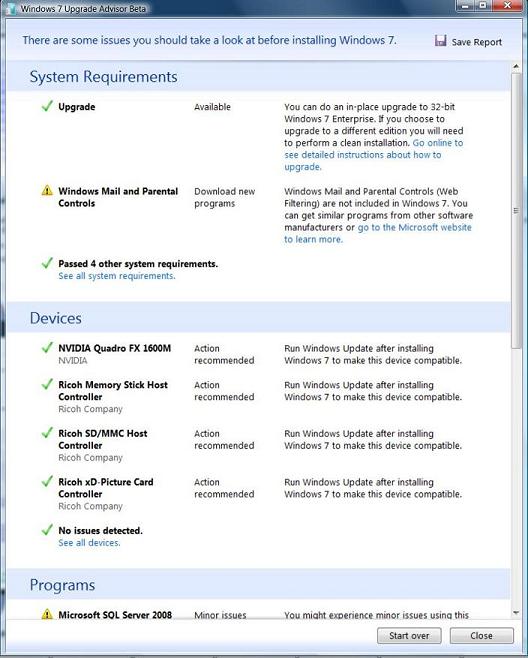 Windows 7 Upgrade Advisor Beta
There are some issues you should take a look at before installing Windows 7.
Save Report
System Requirements
Upgrade
Available
You can do an in-place upgrade to 32-bit
Windows 7 Enterprise. If you choose to
upgrade to a different edition you will need
to perform a clean installation. Go online to
see detailed instructions about how to
upgrade.
Windows Mail and Parental
Controls
Download new
programs
Windows Mail and Parental Controls (Web
Filtering) are not included in Windows 7. You
can get similar programs from other software
manufacturers or go to the Microsoft website
to learn more.
Passed 4 other system requirements.
See all system requirements.
Devices
NVIDIA Quadro FX 1600M
NVIDIA
Action
recommended
Run Windows Update after installing
Windows 7 to make this device compatible.
Ricoh Memory Stick Host
Controller
Ricoh Company
Action
recommended
Run Windows Update after installing
Windows 7 to make this device compatible.
Ricoh SD/MMC Host
Controller
Ricoh Company
Action
recommended
Run Windows Update after installing
Windows 7 to make this device compatible.
Ricoh xD-Picture Card
Controller
Ricoh Company
Action
recommended
Run Windows Update after installing
Windows 7 to make this device compatible.
No issues detected.
See all devices.
Programs
Microsoft SQL Server 2008
Minor issues
You might experience minor issues using this
Start over
Close